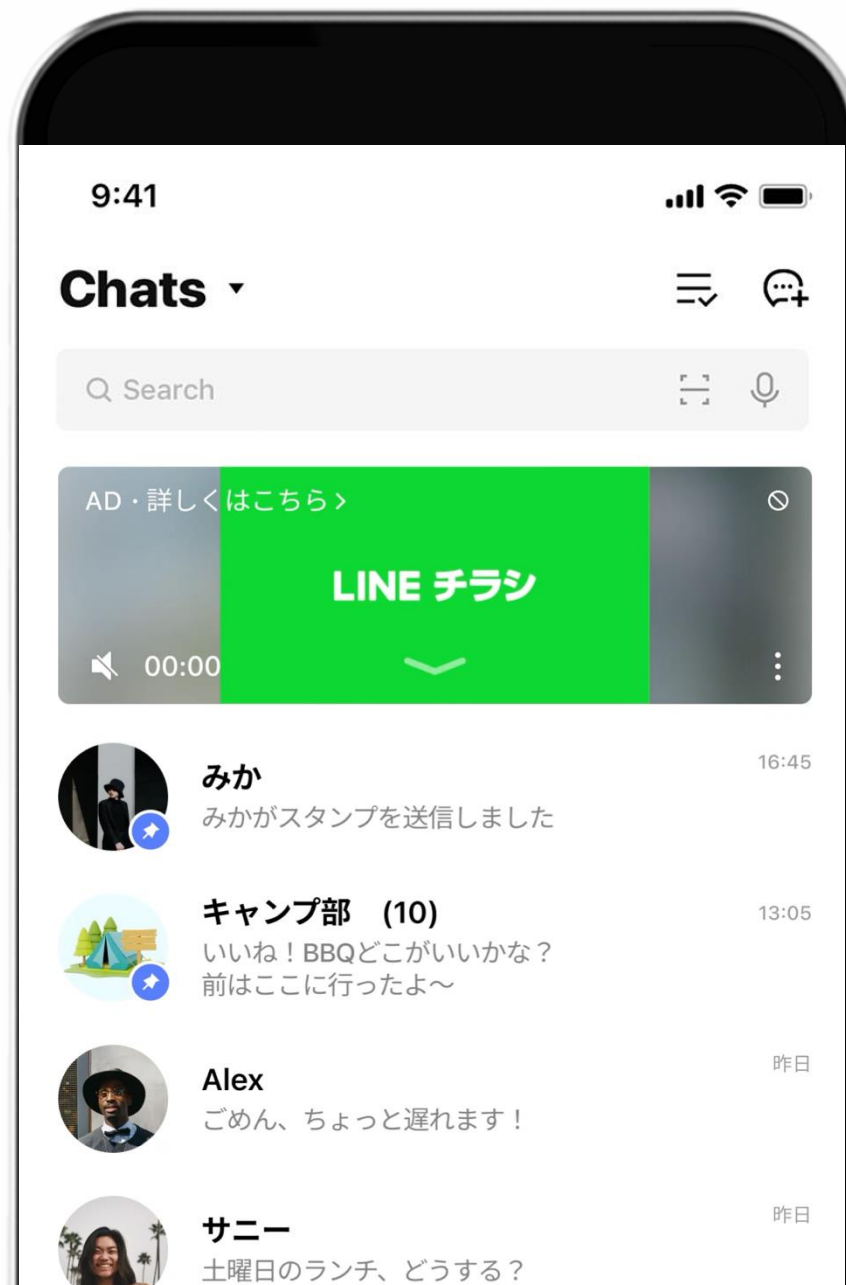 9:41
Chats
Search
AD・詳しくはこちら
LINE チラシ
00:00
みか
16:45
みかがスタンプを送信しました
キャンプ部 (10)
13:05
いいね！BBQどこがいいかな？
前はここに行ったよ〜
Alex
昨日
ごめん、ちょっと遅れます！
サニー
昨日
土曜日のランチ、どうする？